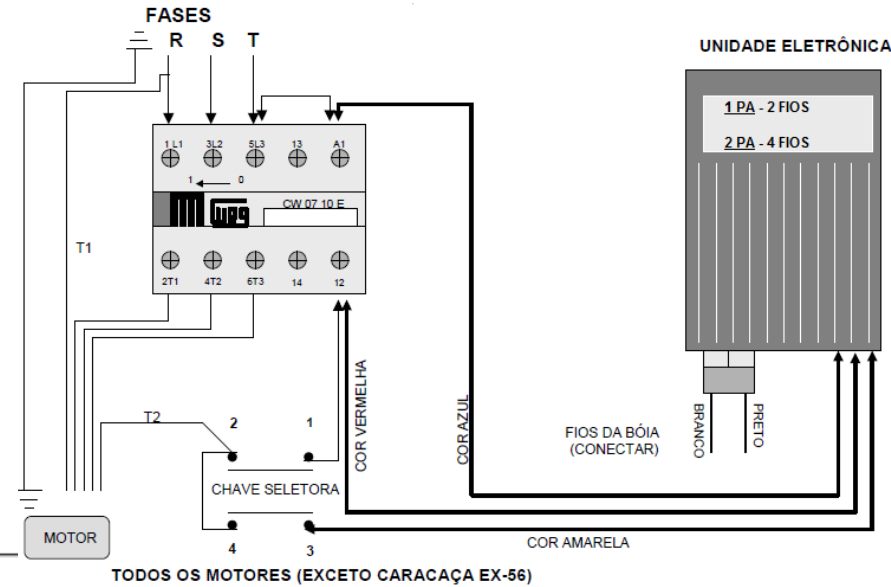 FASES
R S T
UNIDADE ELETRÔNICA
1 PA - 2 FIOS
2 PA - 4 FIOS
1 L1 3L2 5L3 13 A1
1 0
weg
CW 07 10 E
T1
2T1 4T2 6T3 14 12
COR VERMELHA
COR AZUL
FIOS DA BÓIA
(CONECTAR)
BRANCO
PRETO
T2
2 1
CHAVE SELETORA
4 3
MOTOR
COR AMARELA
TODOS OS MOTORES (EXCETO CARACAÇA EX-56)